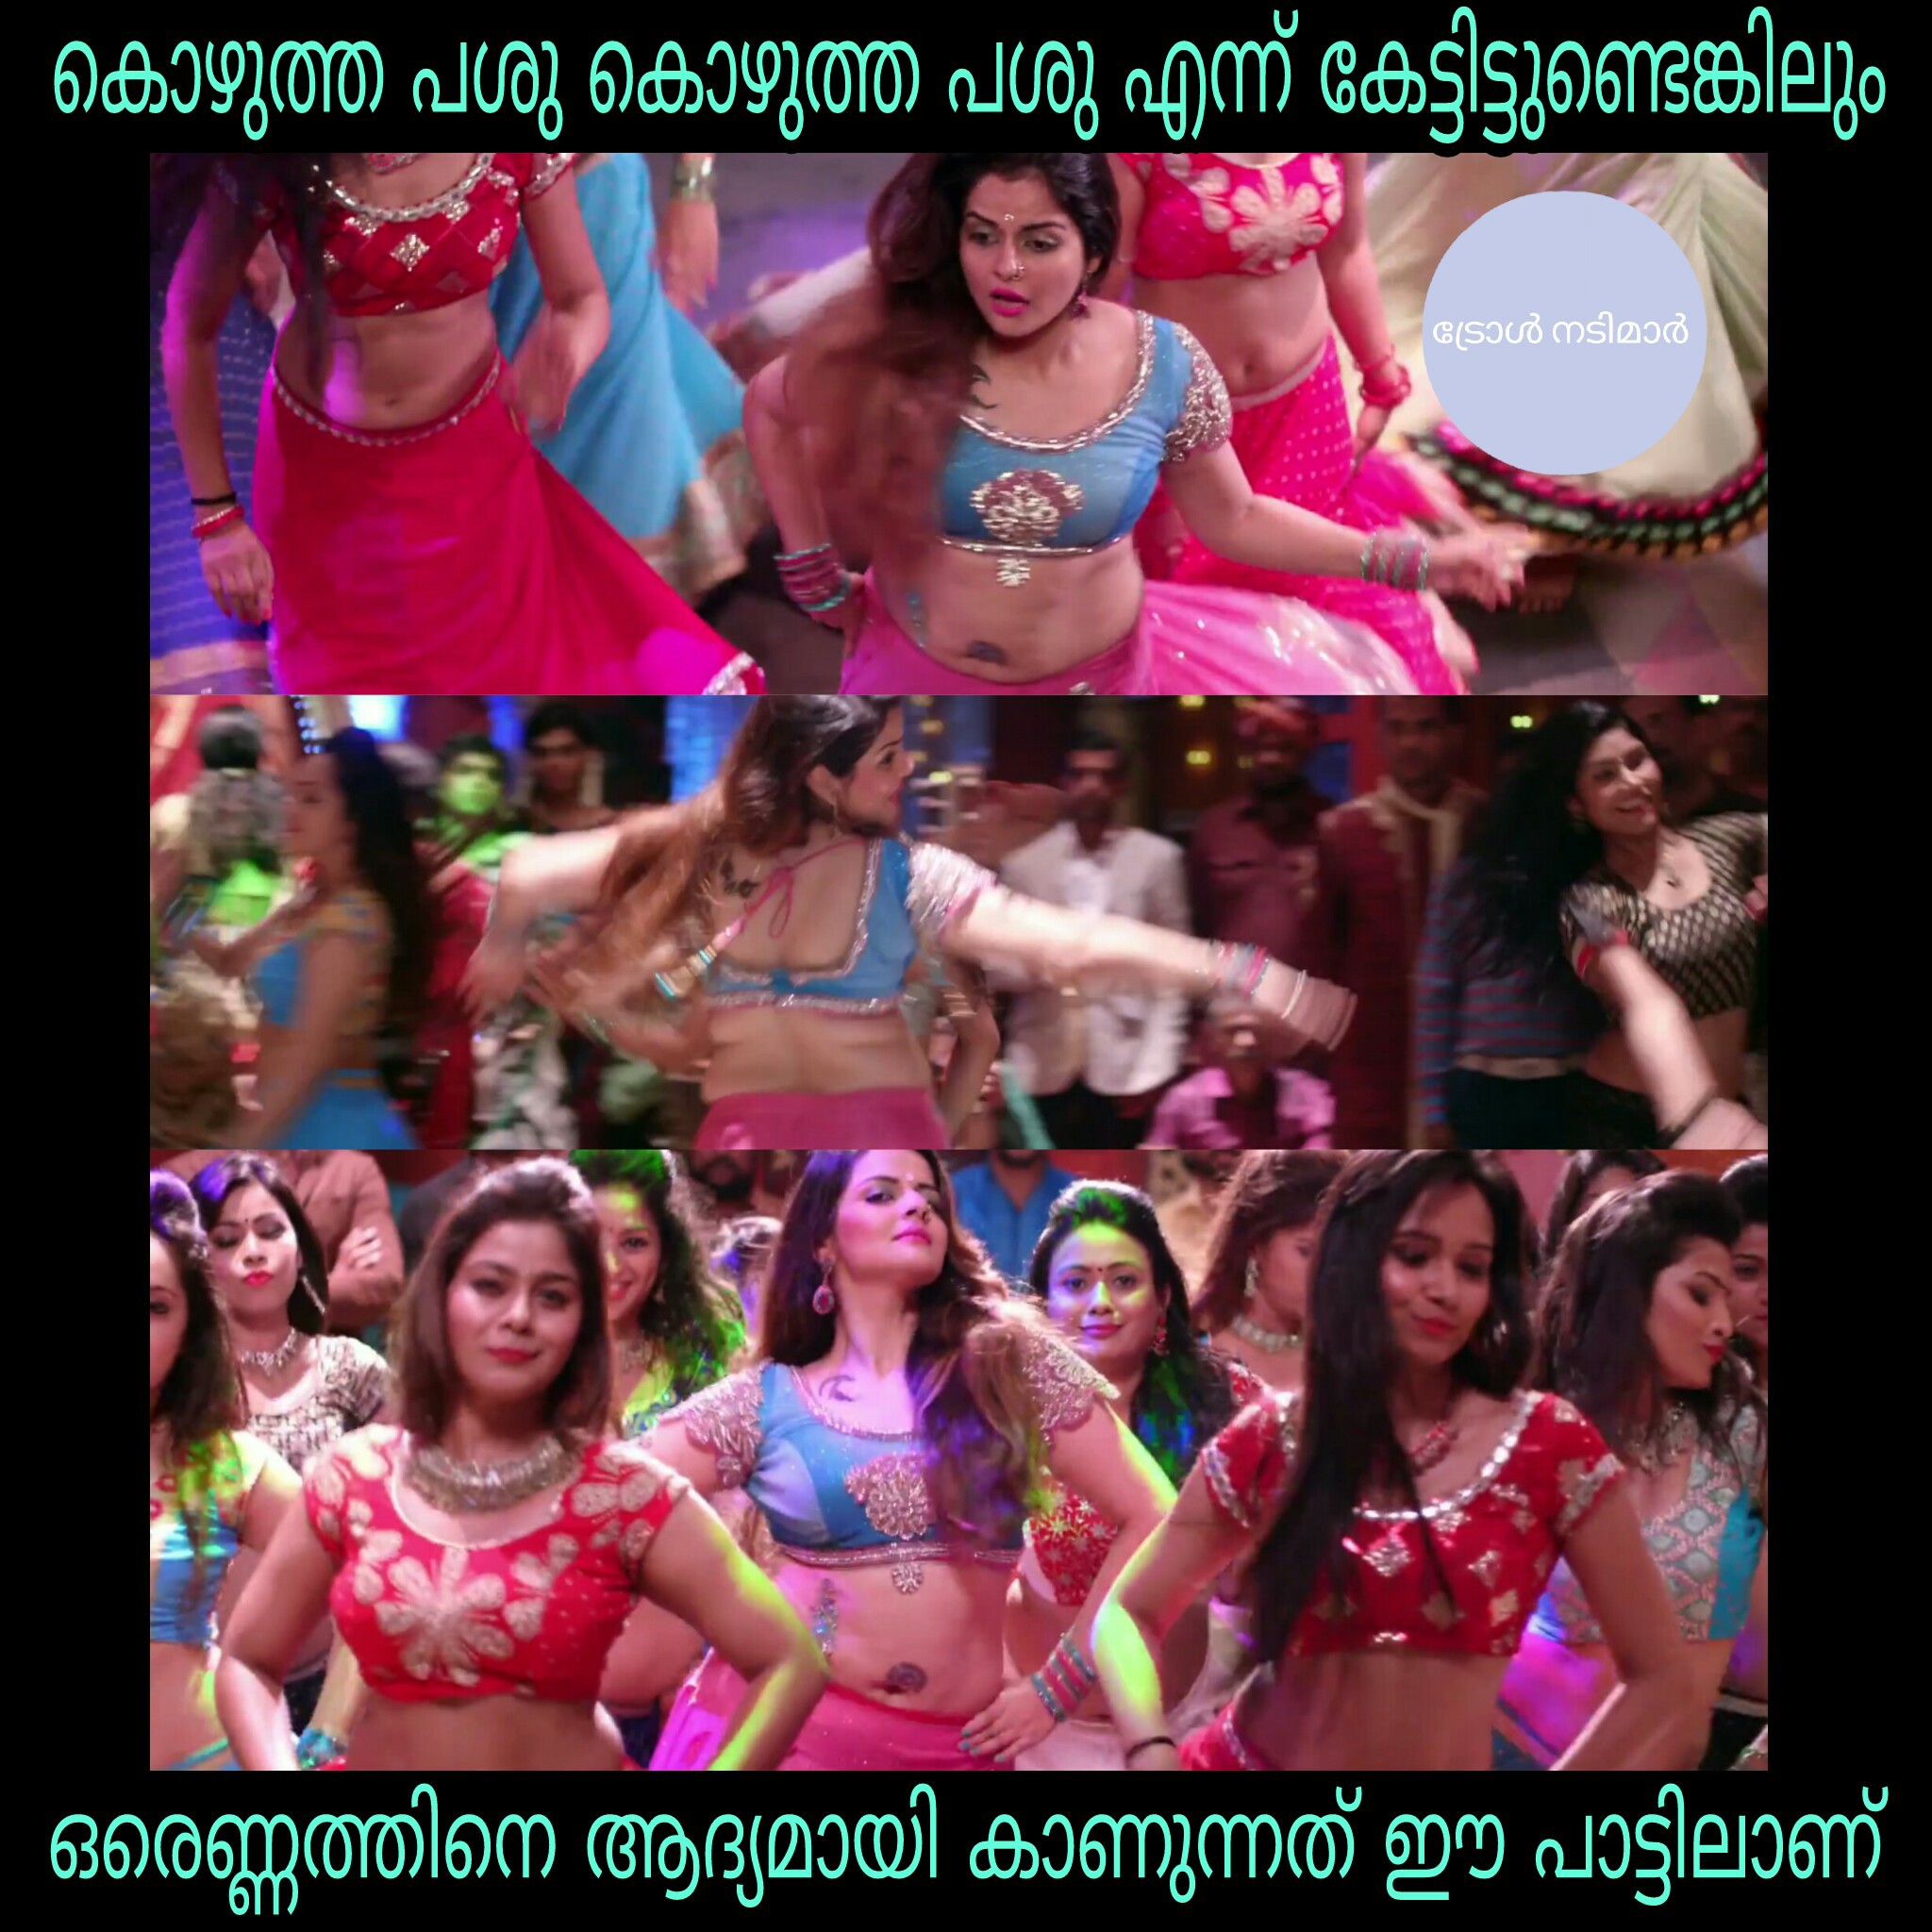 കൊഴുത്ത പശു കൊഴുത്ത പശു എന്ന് കേട്ടിട്ടുണ്ടെങ്കിലും
ട്രോൾ നടിമാർ
ഒരെണ്ണത്തിനെ ആദ്യമായി കാണുന്നത് ഈ പാട്ടിലാണ്